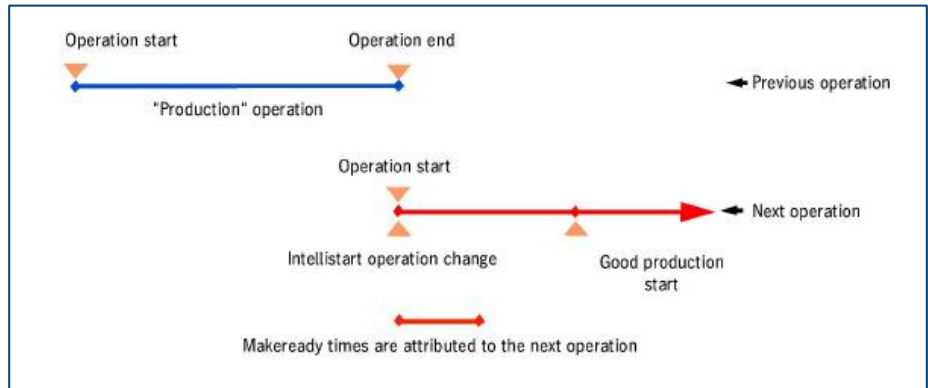 Operation start
Operation end
Previous operation
"Production" operation
Operation start
Next operation
Intellistart operation change
Good production
start
Makeready times are attributed to the next operation